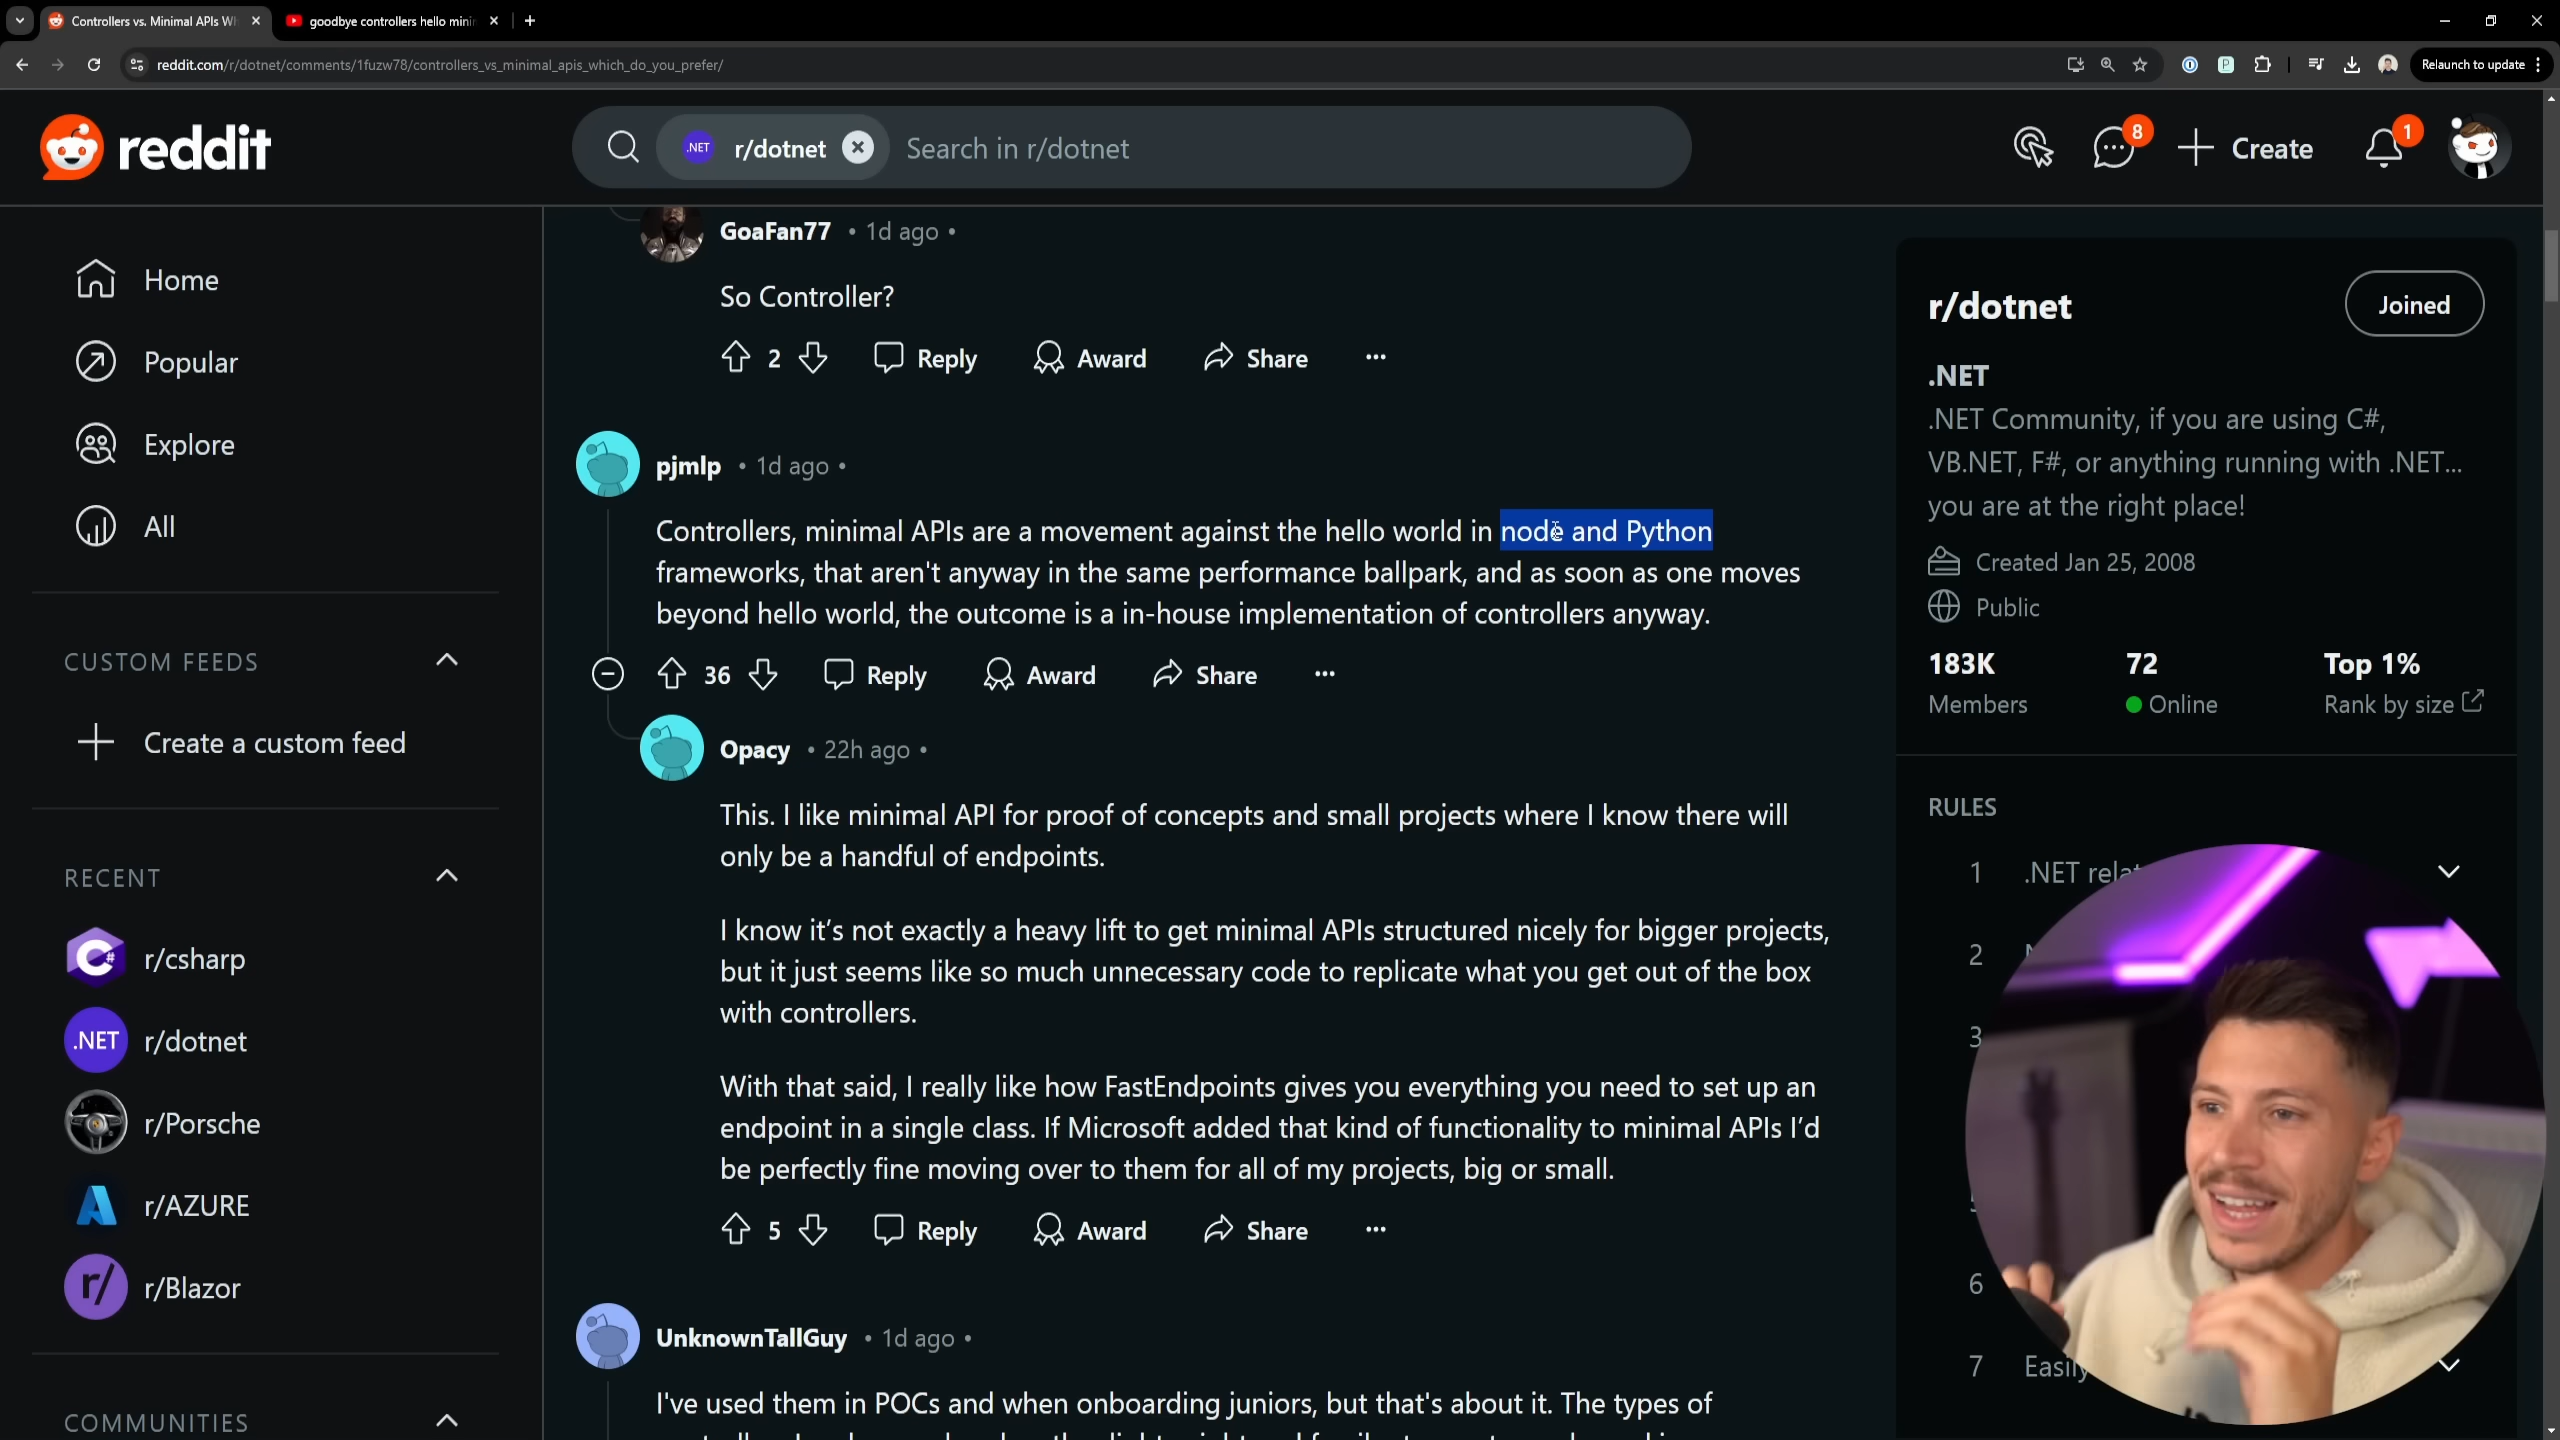 Controllers vs. Minimal APIs Wh
goodbye controllers hello mini
reddit.com/r/dotnet/comments/1fuzw78/controllers_vs_minimal_apis_which_do_you_prefer/
Relaunch to update
reddit
.NET
r/dotnet
Search in r/dotnet
8
Create
1
Home
Popular
Explore
All
CUSTOM FEEDS
Create a custom feed
RECENT
r/csharp
.NET r/dotnet
r/Porsche
r/AZURE
r/ r/Blazor
COMMUNITIES
GoaFan77 • 1d ago •
So Controller?
2 Reply Award Share
pjmlp • 1d ago •
Controllers, minimal APIs are a movement against the hello world in node and Python
frameworks, that aren't anyway in the same performance ballpark, and as soon as one moves
beyond hello world, the outcome is a in-house implementation of controllers anyway.
36 Reply Award Share
Opacy • 22h ago •
This. I like minimal API for proof of concepts and small projects where I know there will
only be a handful of endpoints.
I know it’s not exactly a heavy lift to get minimal APIs structured nicely for bigger projects,
but it just seems like so much unnecessary code to replicate what you get out of the box
with controllers.
With that said, I really like how FastEndpoints gives you everything you need to set up an
endpoint in a single class. If Microsoft added that kind of functionality to minimal APIs I’d
be perfectly fine moving over to them for all of my projects, big or small.
5 Reply Award Share
UnknownTallGuy • 1d ago •
I've used them in POCs and when onboarding juniors, but that's about it. The types of
r/dotnet
Joined
.NET
.NET Community, if you are using C#,
VB.NET, F#, or anything running with .NET...
you are at the right place!
Created Jan 25, 2008
Public
183K 72 Top 1%
Members Online Rank by size
RULES
1 .NET
2
3
6
7